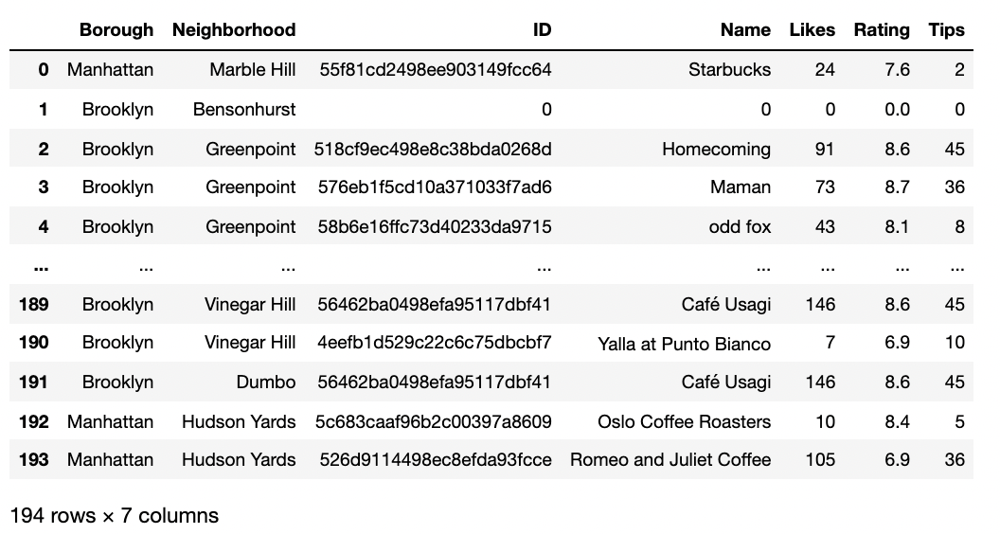 Borough Neighborhood ID Name Likes Rating Tips
0 Manhattan Marble Hill 55f81cd2498ee903149fcc64 Starbucks 24 7.6 2
1 Brooklyn Bensonhurst 0 0 0 0.0 0
2 Brooklyn Greenpoint 518cf9ec498e8c38bda0268d Homecoming 91 8.6 45
3 Brooklyn Greenpoint 576eb1f5cd10a371033f7ad6 Maman 73 8.7 36
4 Brooklyn Greenpoint 58b6e16ffc73d40233da9715 odd fox 43 8.1 8
... ... ... ... ... ... ... ...
189 Brooklyn Vinegar Hill 56462ba0498efa95117dbf41 Café Usagi 146 8.6 45
190 Brooklyn Vinegar Hill 4eefb1d529c22c6c75dbcbf7 Yalla at Punto Bianco 7 6.9 10
191 Brooklyn Dumbo 56462ba0498efa95117dbf41 Café Usagi 146 8.6 45
192 Manhattan Hudson Yards 5c683caaf96b2c00397a8609 Oslo Coffee Roasters 10 8.4 5
193 Manhattan Hudson Yards 526d9114498ec8efda93fcce Romeo and Juliet Coffee 105 6.9 36
194 rows × 7 columns